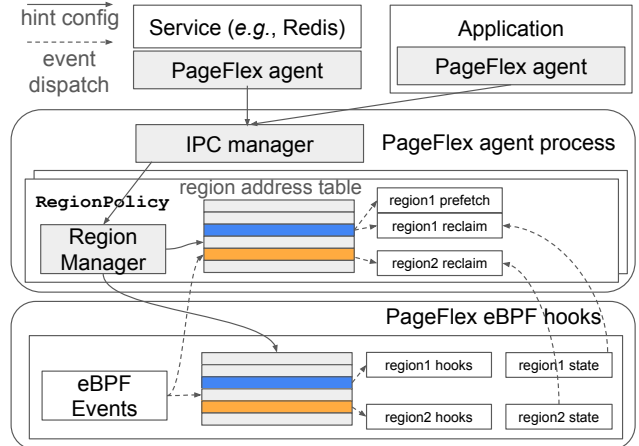 hint config
event
dispatch
Service (e.g., Redis)
PageFlex agent
Application
PageFlex agent
IPC manager
PageFlex agent process
RegionPolicy
region address table
Region
Manager
region1 prefetch
region1 reclaim
region2 reclaim
PageFlex eBPF hooks
eBPF
Events
region1 hooks
region1 state
region2 hooks
region2 state